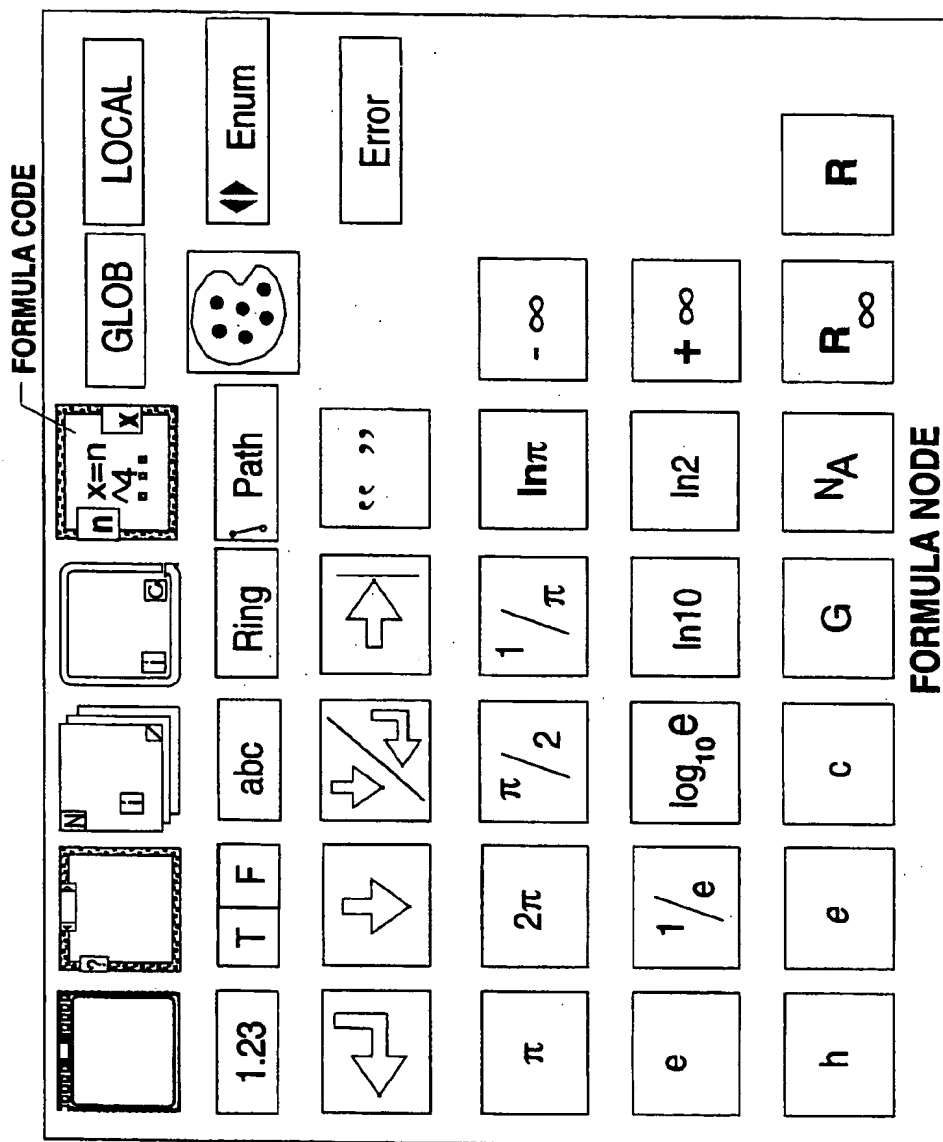 FORMULA CODE
? N i N i n x=n ^4 x GLOB LOCAL
1.23 T F abc Ring Path Enum
“ ” Error
π 2π π/2 1/π lnπ - ∞
e 1/e log₁₀e ln10 ln2 + ∞
h e c G N_A R∞ R
FORMULA NODE